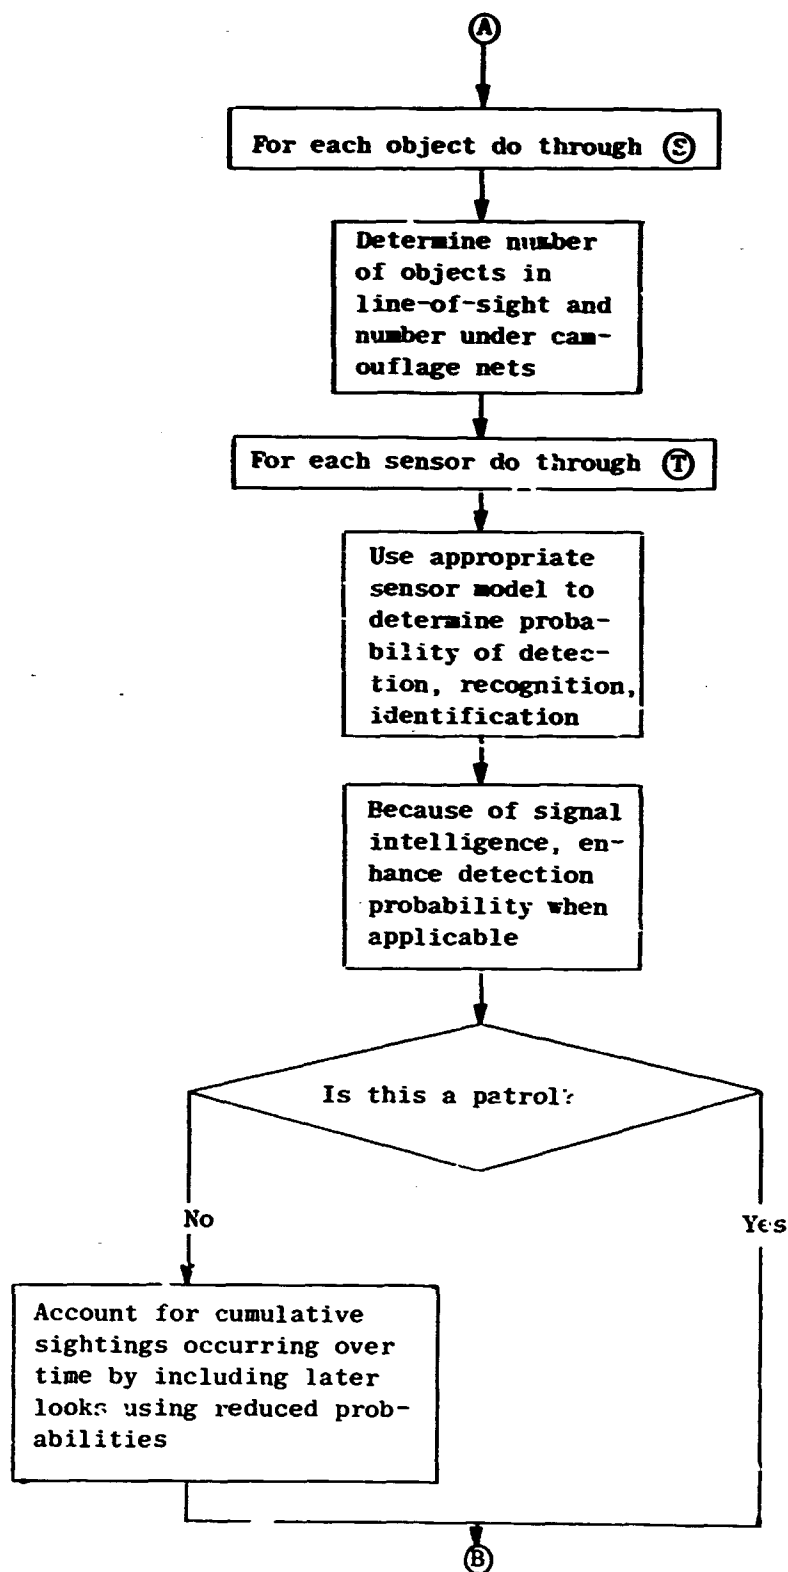 A
For each object do through S
Determine number
of objects in
line-of-sight and
number under cam-
ouflage nets
For each sensor do through T
Use appropriate
sensor model to
determine proba-
bility of detec-
tion, recognition,
identification
Because of signal
intelligence, en-
hance detection
probability when
applicable
Is this a patrol?
No
Yes
Account for cumulative
sightings occurring over
time by including later
looks using reduced prob-
abilities
B